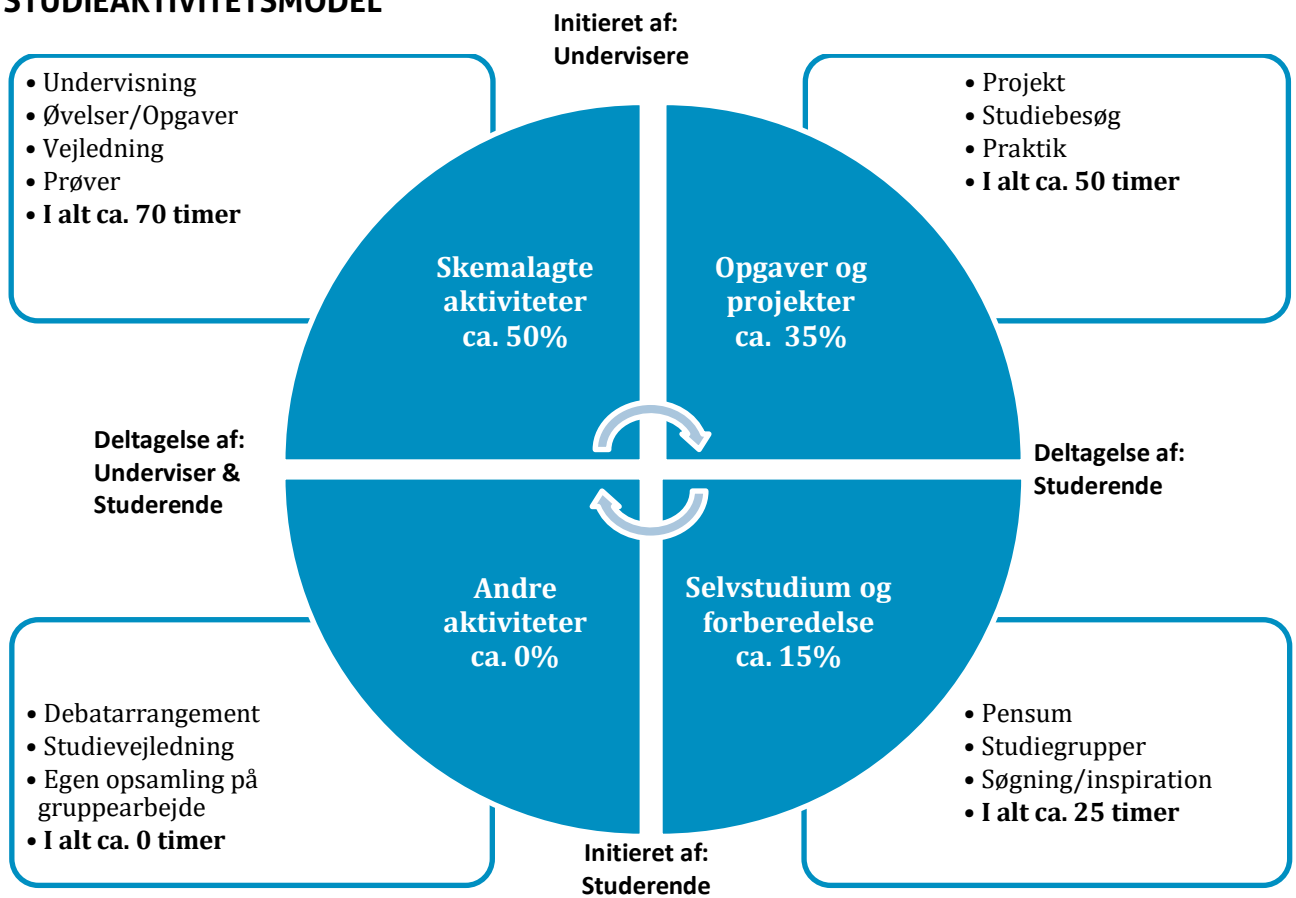 STUDIEAKTIVITETSMODEL
Initieret af:
Undervisere
• Undervisning
• Øvelser/Opgaver
• Vejledning
• Prøver
• I alt ca. 70 timer
• Projekt
• Studiebesøg
• Praktik
• I alt ca. 50 timer
Skemalagte
aktiviteter
ca. 50%
Opgaver og
projekter
ca. 35%
Deltagelse af:
Underviser &
Studerende
Deltagelse af:
Studerende
Andre
aktiviteter
ca. 0%
Selvstudium og
forberedelse
ca. 15%
• Debatarrangement
• Studievejledning
• Egen opsamling på
gruppearbejde
• I alt ca. 0 timer
• Pensum
• Studiegrupper
• Søgning/inspiration
• I alt ca. 25 timer
Initieret af:
Studerende